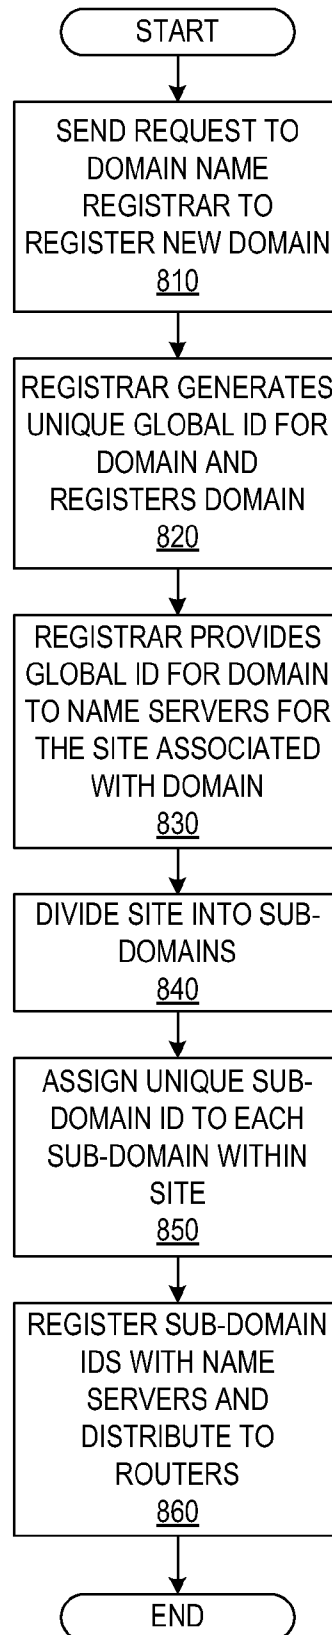 START
SEND REQUEST TO
DOMAIN NAME
REGISTRAR TO
REGISTER NEW DOMAIN
810
REGISTRAR GENERATES
UNIQUE GLOBAL ID FOR
DOMAIN AND
REGISTERS DOMAIN
820
REGISTRAR PROVIDES
GLOBAL ID FOR DOMAIN
TO NAME SERVERS FOR
THE SITE ASSOCIATED
WITH DOMAIN
830
DIVIDE SITE INTO SUB-
DOMAINS
840
ASSIGN UNIQUE SUB-
DOMAIN ID TO EACH
SUB-DOMAIN WITHIN
SITE
850
REGISTER SUB-DOMAIN
IDS WITH NAME
SERVERS AND
DISTRIBUTE TO
ROUTERS
860
END